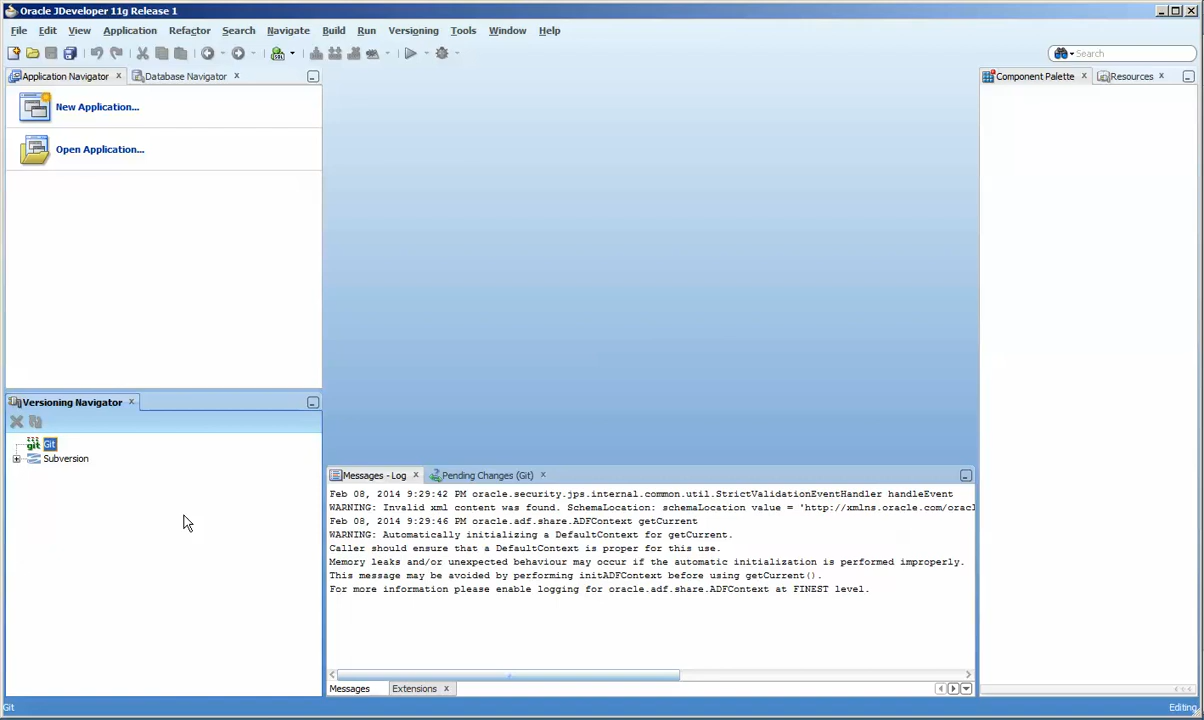 Oracle JDeveloper 11g Release 1
File Edit View Application Refactor Search Navigate Build Run Versioning Tools Window Help
Search
Application Navigator
Database Navigator
Component Palette
Resources
New Application...
Open Application...
Versioning Navigator
git Git
Subversion
Messages - Log
Pending Changes (Git)
Feb 08, 2014 9:29:42 PM oracle.security.jps.internal.common.util.StrictValidationEventHandler handleEvent
WARNING: Invalid xml content was found. SchemaLocation: schemaLocation value = 'http://xmlns.oracle.com/oracl
Feb 08, 2014 9:29:46 PM oracle.adf.share.ADFContext getCurrent
WARNING: Automatically initializing a DefaultContext for getCurrent.
Caller should ensure that a DefaultContext is proper for this use.
Memory leaks and/or unexpected behaviour may occur if the automatic initialization is performed improperly.
This message may be avoided by performing initADFContext before using getCurrent().
For more information please enable logging for oracle.adf.share.ADFContext at FINEST level.
Messages
Extensions
Git
Editing